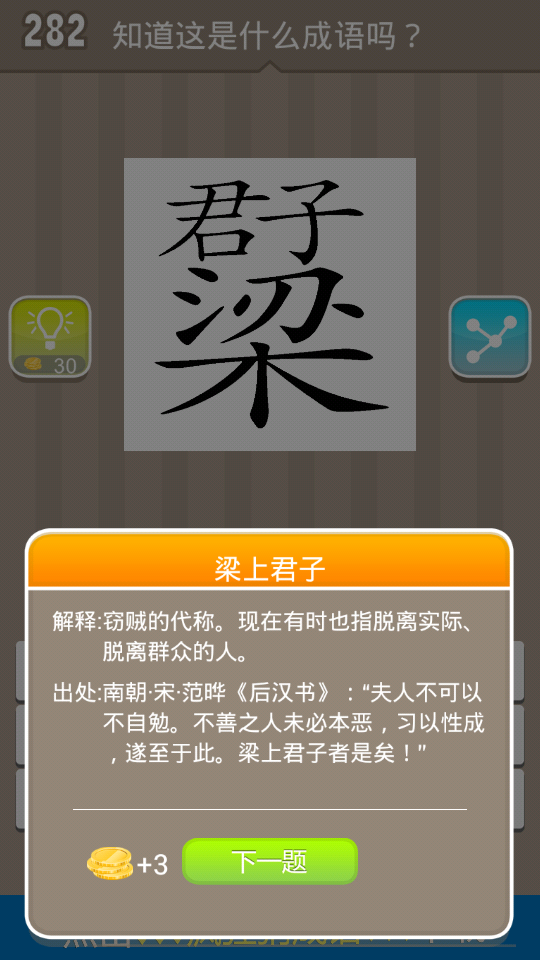 282 知道这是什么成语吗？
君子
梁
30
梁上君子
解释:窃贼的代称。现在有时也指脱离实际、
脱离群众的人。
出处:南朝·宋·范晔《后汉书》：“夫人不可以
不自勉。不善之人未必本恶，习以性成
，遂至于此。梁上君子者是矣！”
+3 下一题